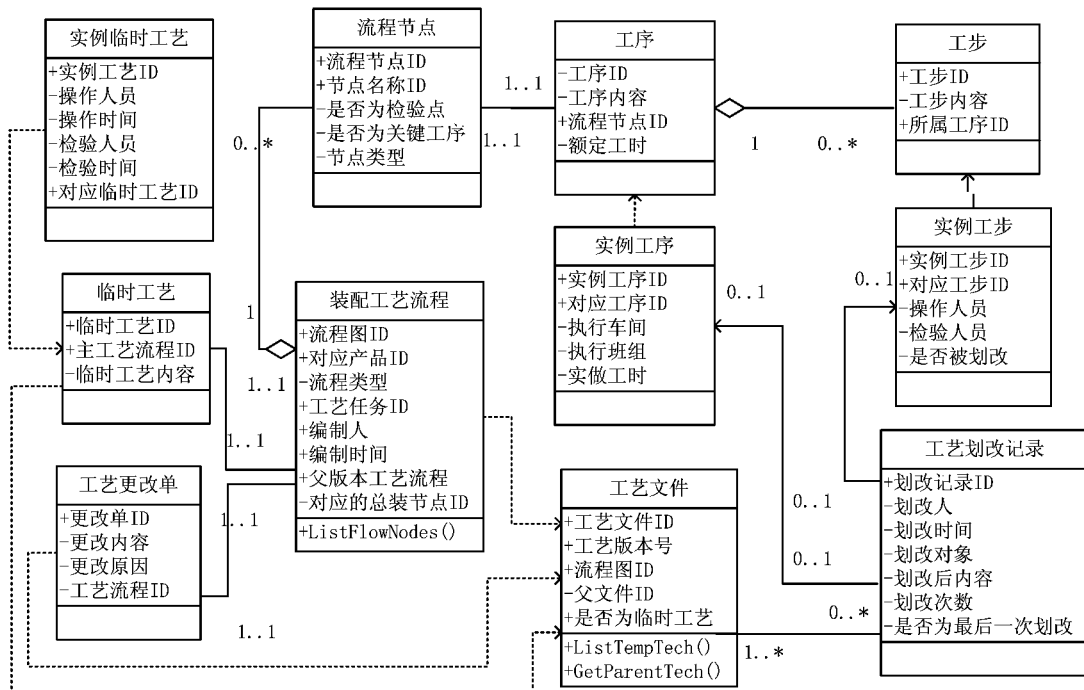 实例临时工艺
+实例工艺ID
-操作人员
-操作时间
-检验人员
-检验时间
+对应临时工艺ID
流程节点
+流程节点ID
+节点名称ID
-是否为检验点
-是否为关键工序
-节点类型
工序
-工序ID
-工序内容
+流程节点ID
-额定工时
工步
+工步ID
-工步内容
+所属工序ID
1..1
1..1
1
0..*
0..*
临时工艺
+临时工艺ID
+主工艺流程ID
-临时工艺内容
装配工艺流程
+流程图ID
+对应产品ID
-流程类型
+工艺任务ID
+编制人
+编制时间
+父版本工艺流程
-对应的总装节点ID
+ListFlowNodes()
1
1..1
1..1
1..1
1..1
实例工序
+实例工序ID
+对应工序ID
-执行车间
-执行班组
-实做工时
0..1
实例工步
+实例工步ID
+对应工步ID
-操作人员
-检验人员
-是否被划改
0..1
工艺更改单
+更改单ID
-更改内容
-更改原因
-工艺流程ID
工艺文件
+工艺文件ID
+工艺版本号
+流程图ID
-父文件ID
+是否为临时工艺
+ListTempTech()
+GetParentTech()
工艺划改记录
+划改记录ID
-划改人
-划改时间
-划改对象
-划改后内容
-划改次数
-是否为最后一次划改
0..1
0..1
0..*
1..*